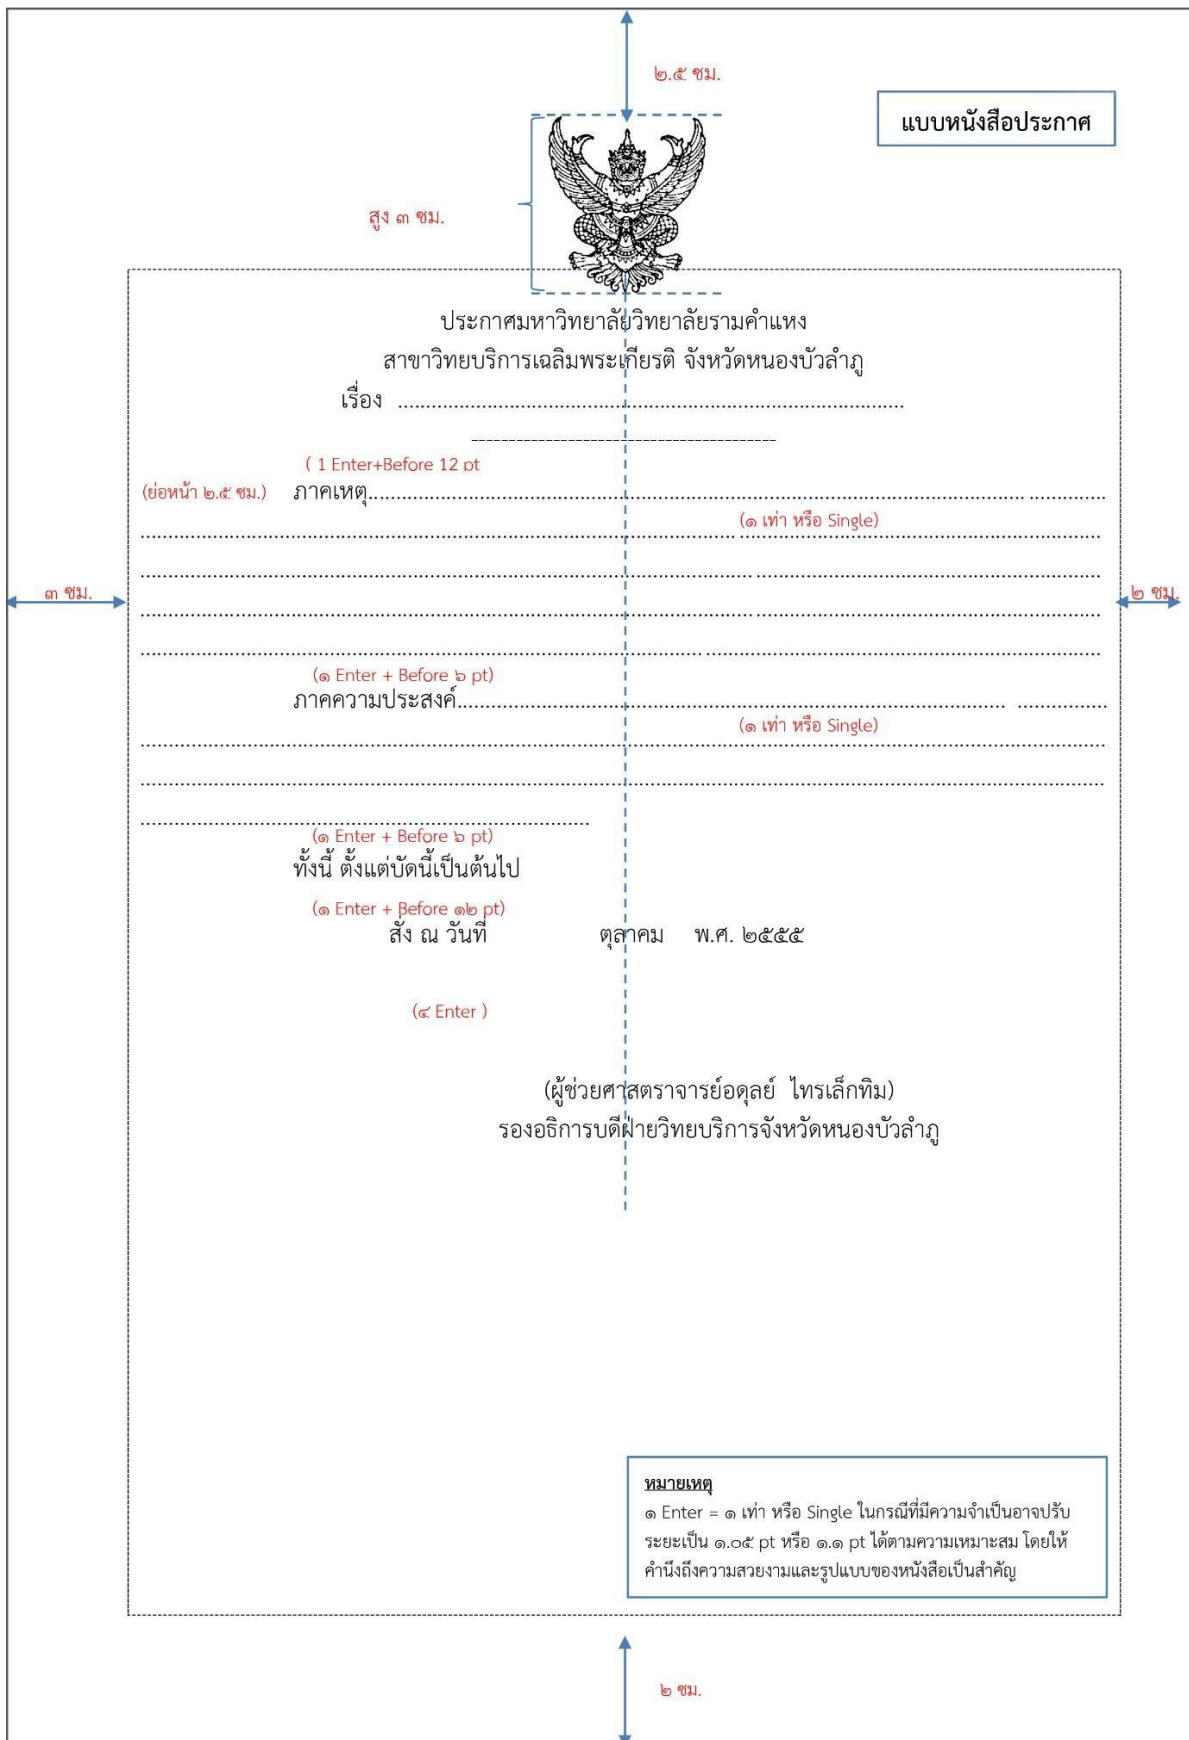 ๒.๕ ซม.
แบบหนังสือประกาศ
สูง ๓ ซม.
ประกาศมหาวิทยาลัยวิทยาลัยรามคำแหง
สาขาวิทยบริการเฉลิมพระเกียรติ จังหวัดหนองบัวลำภู
เรื่อง ..........................................................................................
-----------------------------------------
( 1 Enter+Before 12 pt
(ย่อหน้า ๒.๕ ซม.) ภาคเหตุ...................................................................................................................... ..............
(๑ เท่า หรือ Single)
.......................................................................................................... .................................................................
............................................................................................................. ..............................................................
๓ ซม.
๒ ซม.
............................................................................................................. ..............................................................
..................................................................................................... ......................................................................
(๑ Enter + Before ๖ pt)
ภาคความประสงค์.................................................................................................. ................
(๑ เท่า หรือ Single)
............................................................................................................................................................................
............................................................................................................................................................................
................................................................................
(๑ Enter + Before ๖ pt)
ทั้งนี้ ตั้งแต่บัดนี้เป็นต้นไป
(๑ Enter + Before ๑๒ pt)
สั่ง ณ วันที่ ตุลาคม พ.ศ. ๒๕๕๕
(๔ Enter )
(ผู้ช่วยศาสตราจารย์อดุลย์ ไทรเล็กทิม)
รองอธิการบดีฝ่ายวิทยบริการจังหวัดหนองบัวลำภู
หมายเหตุ
๑ Enter = ๑ เท่า หรือ Single ในกรณีที่มีความจำเป็นอาจปรับ
ระยะเป็น ๑.๐๕ pt หรือ ๑.๑ pt ได้ตามความเหมาะสม โดยให้
คำนึงถึงความสวยงามและรูปแบบของหนังสือเป็นสำคัญ
๒ ซม.